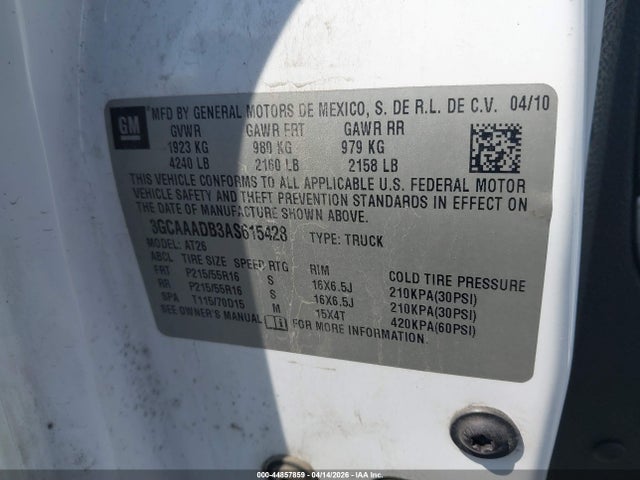 GM
MFD BY GENERAL MOTORS DE MEXICO, S. DE R.L. DE C.V. 04/10
GVWR GAWR FRT GAWR RR
1923 KG 980 KG 979 KG
4240 LB 2160 LB 2158 LB
THIS VEHICLE CONFORMS TO ALL APPLICABLE U.S. FEDERAL MOTOR
VEHICLE SAFETY AND THEFT PREVENTION STANDARDS IN EFFECT ON
THE DATE OF MANUFACTURE SHOWN ABOVE.
3GCAAADB3AS615428 TYPE: TRUCK
MODEL: AT26
ABCL TIRE SIZE SPEED RTG RIM COLD TIRE PRESSURE
FRT P215/55R16 S 16X6.5J 210KPA(30PSI)
RR P215/55R16 S 16X6.5J 210KPA(30PSI)
SPA T115/70D15 M 15X4T 420KPA(60PSI)
SEE OWNER'S MANUAL FOR MORE INFORMATION.
000-44857859 - 04/14/2026 - IAAI.COM